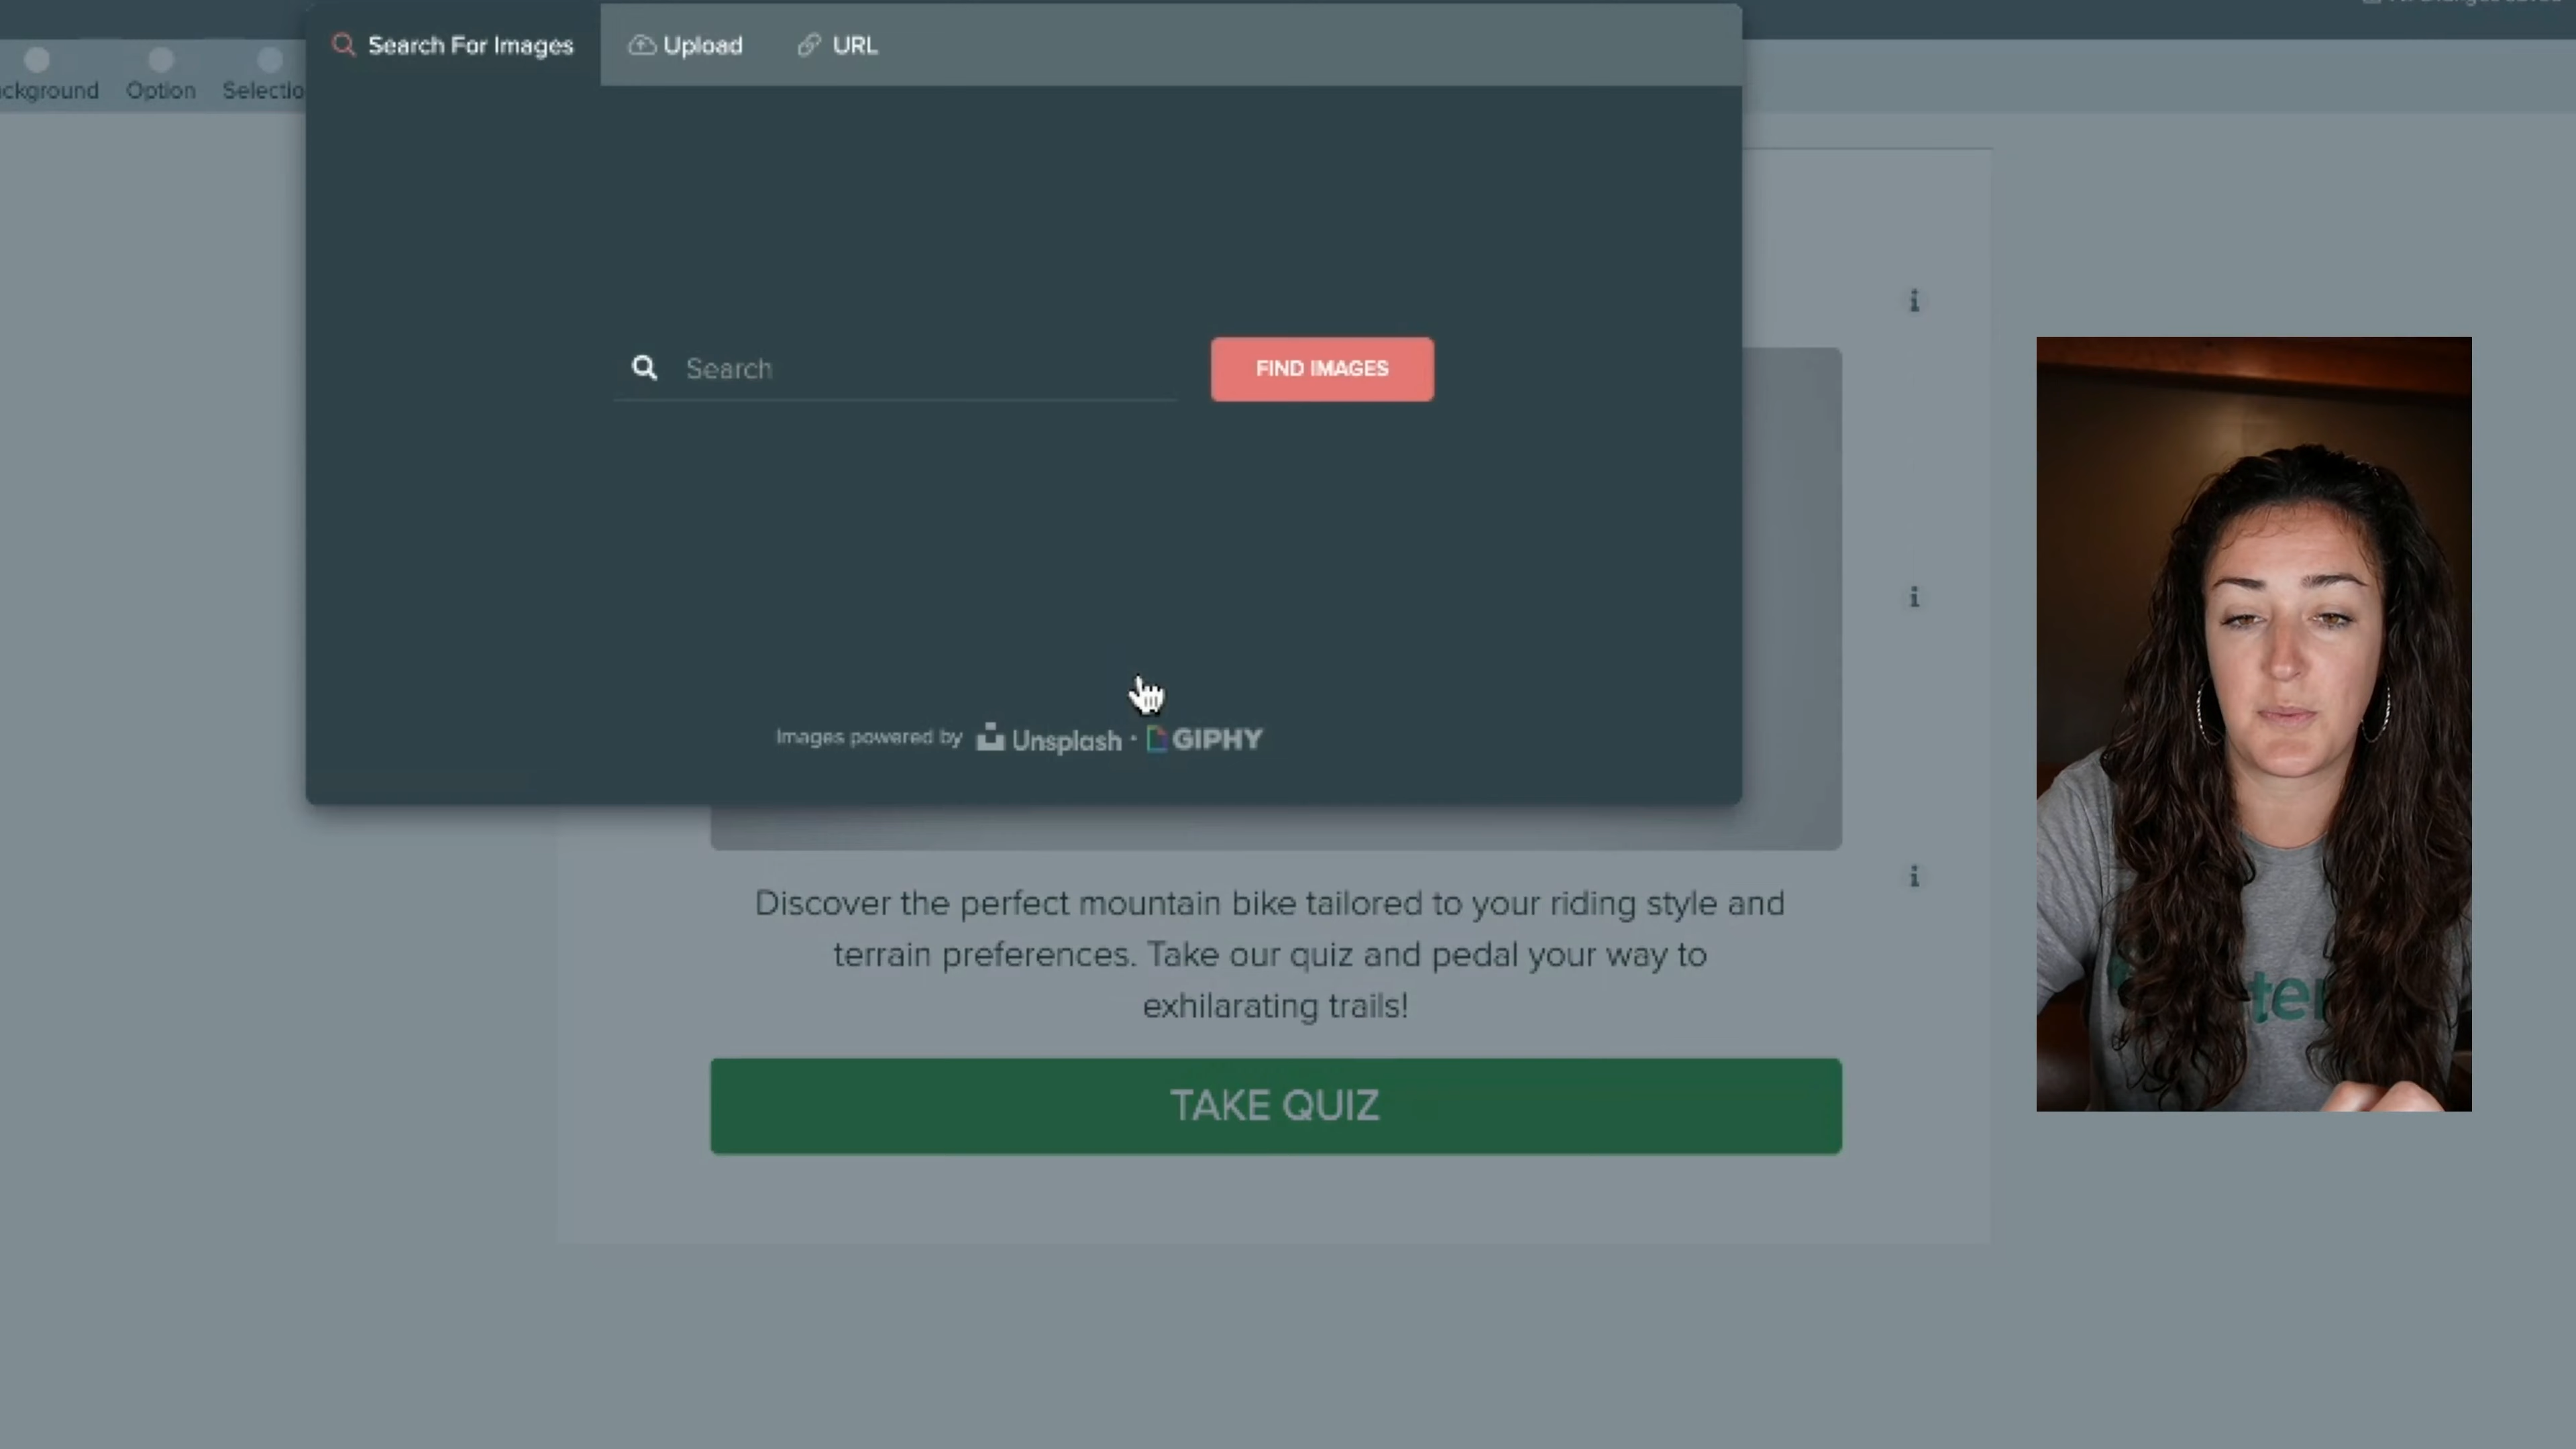 Search For Images
Upload
URL
Option
Search
FIND IMAGES
Images powered by Unsplash · GIPHY
Discover the perfect mountain bike tailored to your riding style and
terrain preferences. Take our quiz and pedal your way to
exhilarating trails!
TAKE QUIZ